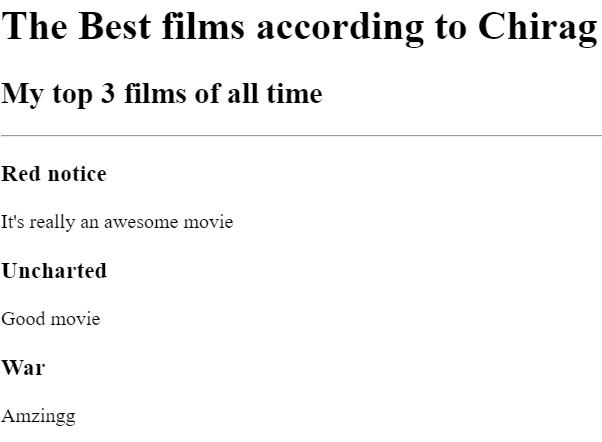 The Best films according to Chirag
My top 3 films of all time
Red notice
It's really an awesome movie
Uncharted
Good movie
War
Amzingg